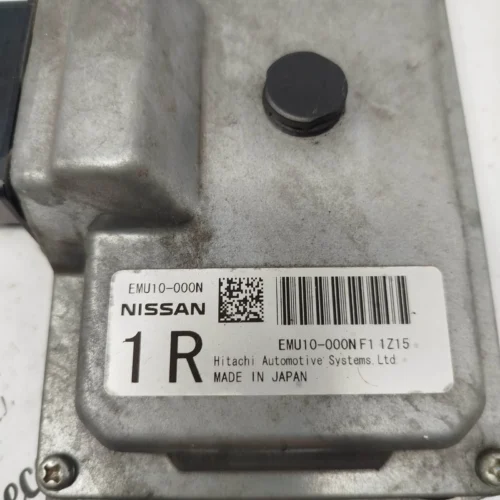 EMU10-000N
NISSAN
1R
EMU10-000N F1 1Z15
Hitachi Automotive Systems, Ltd
MADE IN JAPAN